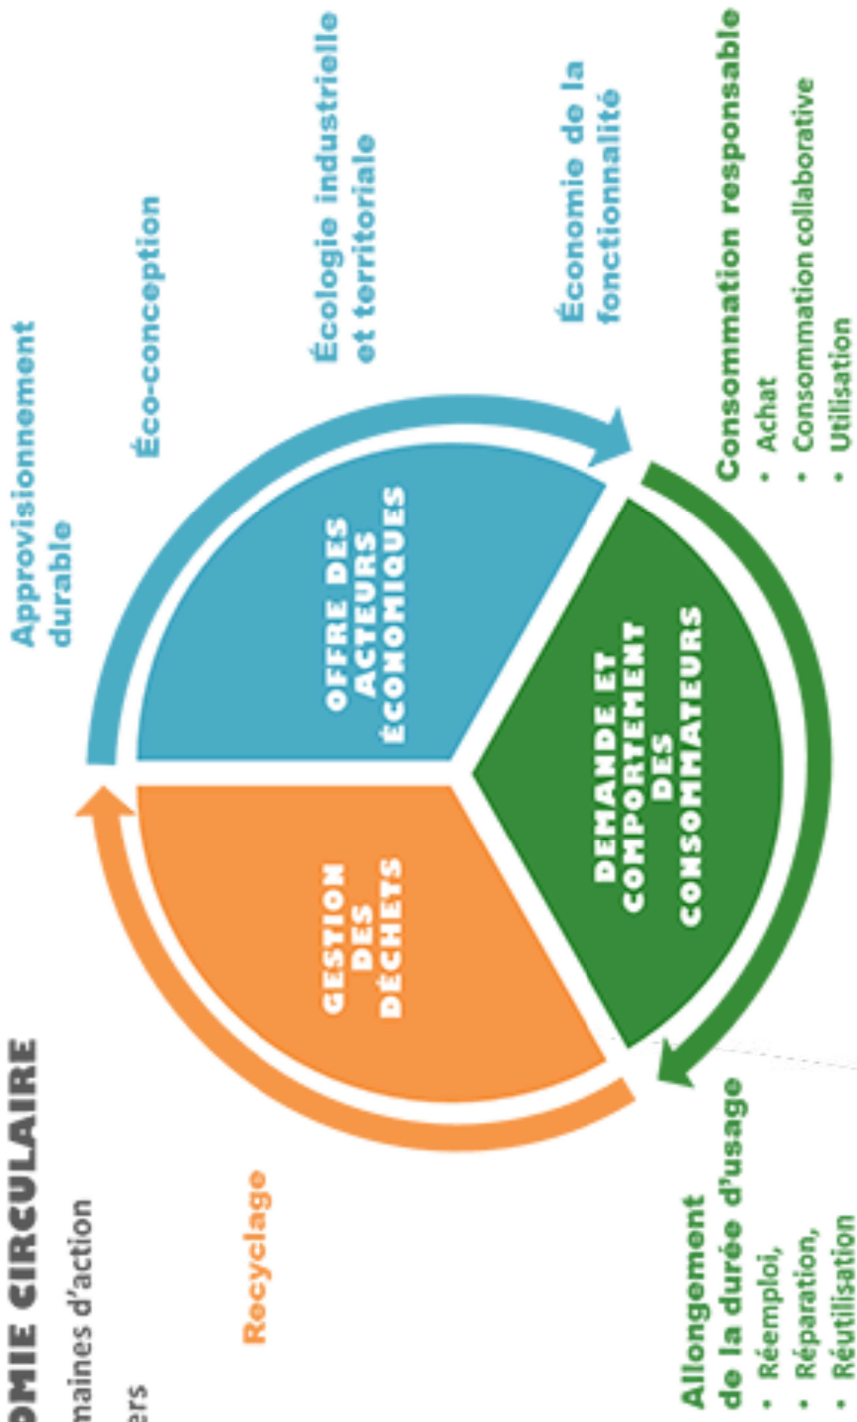 OMIE CIRCULAIRE
maines d'action
ers
Approvisionnement
durable
Éco-conception
Écologie industrielle
et territoriale
Économie de la
fonctionnalité
Consommation responsable
• Achat
• Consommation collaborative
• Utilisation
Allongement
de la durée d'usage
• Réemploi,
• Réparation,
• Réutilisation
Recyclage
OFFRE DES
ACTEURS
ÉCONOMIQUES
DEMANDE ET
COMPORTEMENT
DES
CONSOMMATEURS
GESTION
DES
DÉCHETS